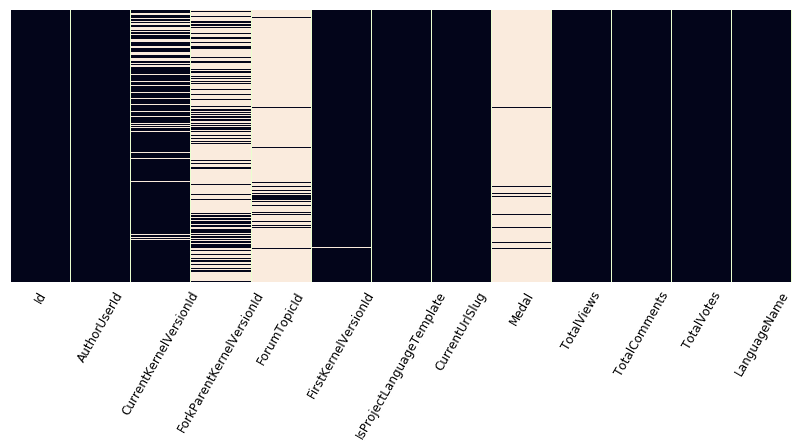 Id
AuthorUserId
CurrentKernelVersionId
ForkParentKernelVersionId
ForumTopicId
FirstKernelVersionId
IsProjectLanguageTemplate
CurrentUrlSlug
Medal
TotalViews
TotalComments
TotalVotes
LanguageName